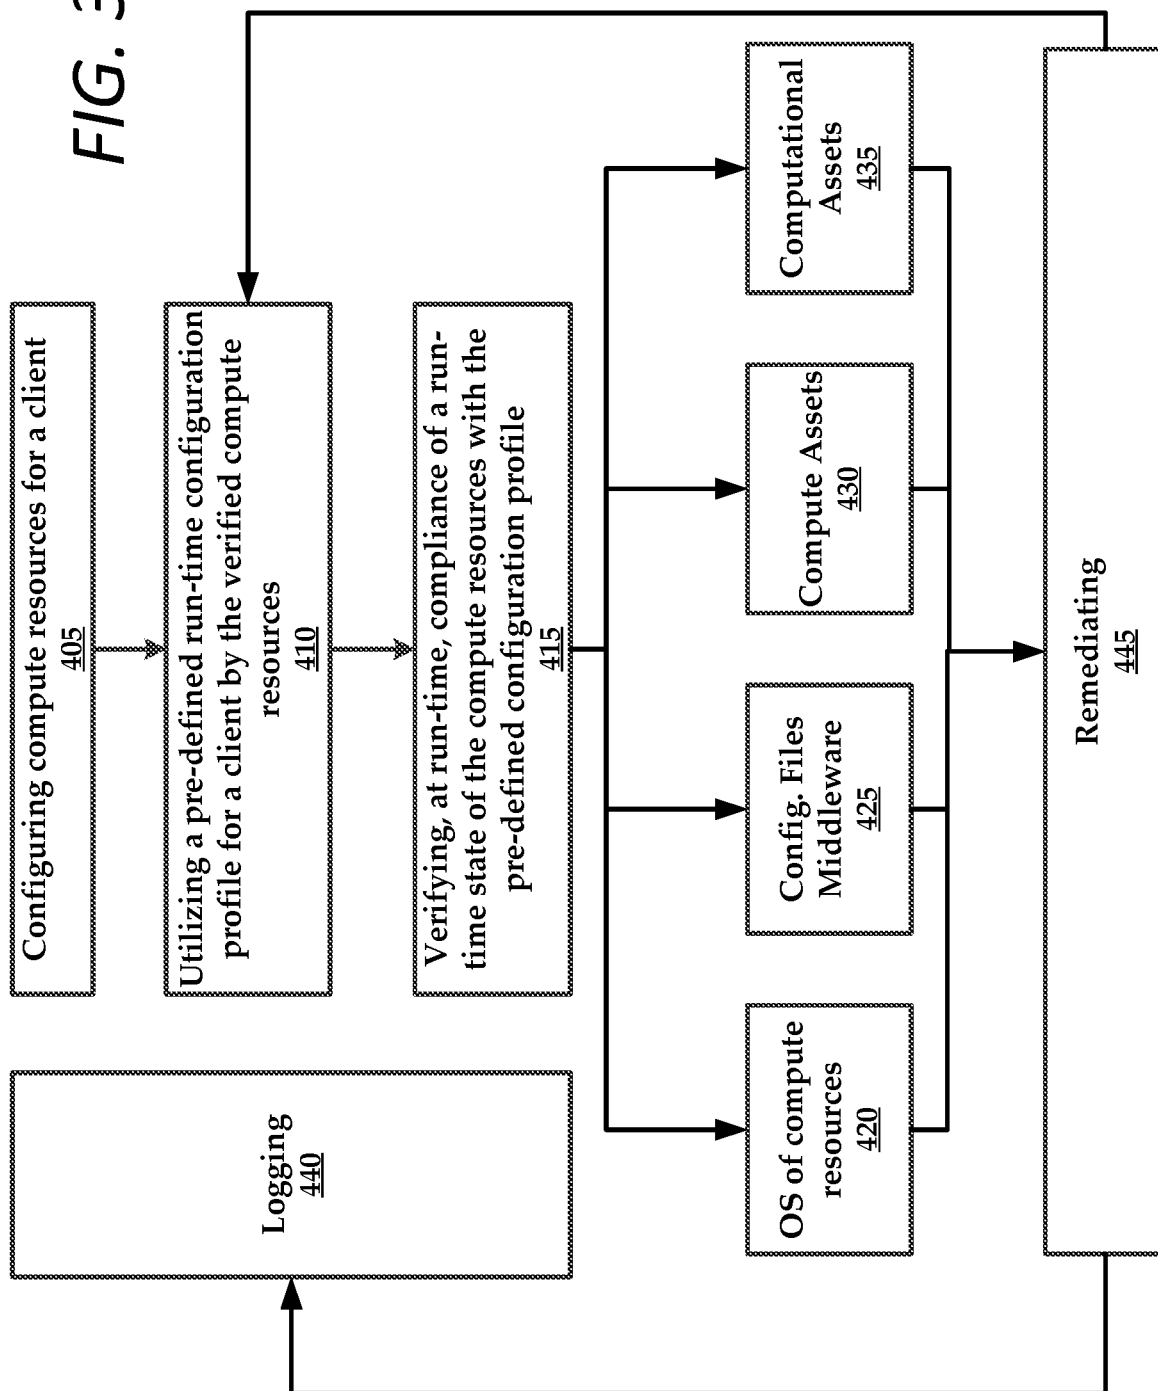 FIG. 3
Configuring compute resources for a client
405
Utilizing a pre-defined run-time configuration
profile for a client by the verified compute
resources
410
Verifying, at run-time, compliance of a run-
time state of the compute resources with the
pre-defined configuration profile
415
Logging
440
OS of compute
resources
420
Config. Files
Middleware
425
Compute Assets
430
Computational
Assets
435
Remediating
445